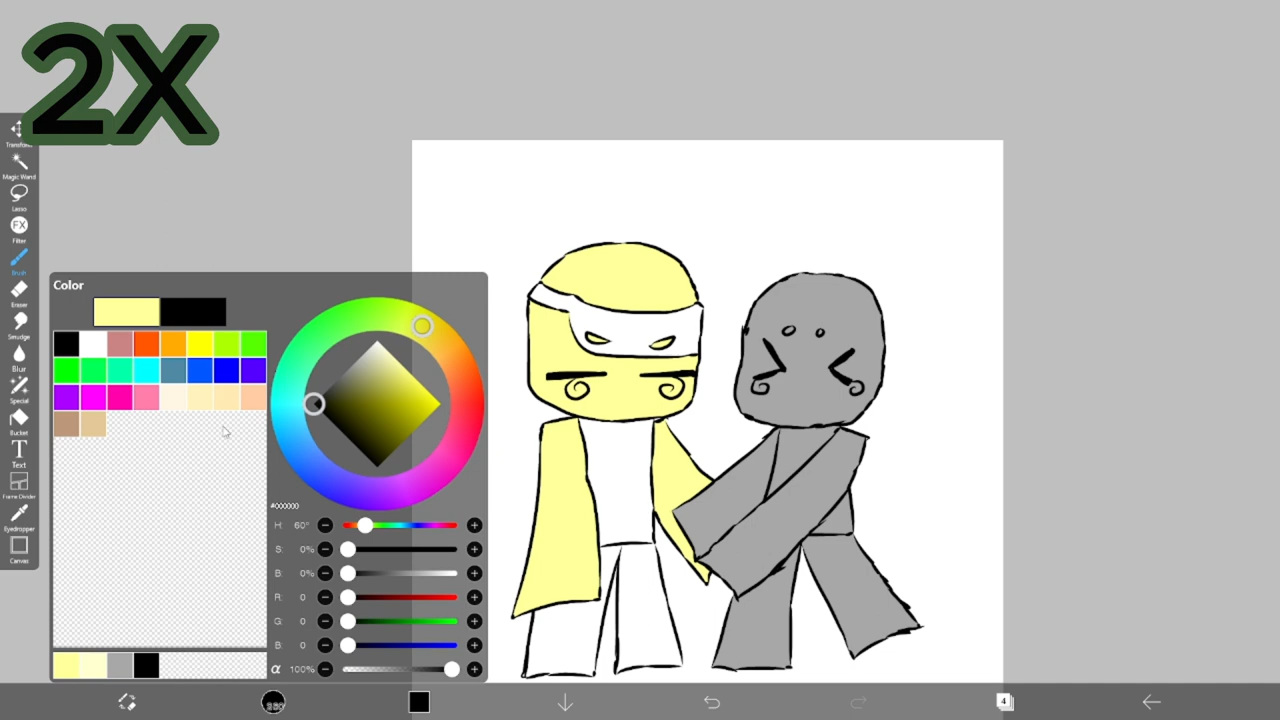 2X
Transform
Magic Wand
Lasso
FX
Filter
Brush
Eraser
Smudge
Blur
Special
Bucket
T
Text
Frame Divider
Eyedropper
Canvas
Color
#000000
H: 60°
S: 0%
B: 0%
R: 0
G: 0
B: 0
α 100%
4